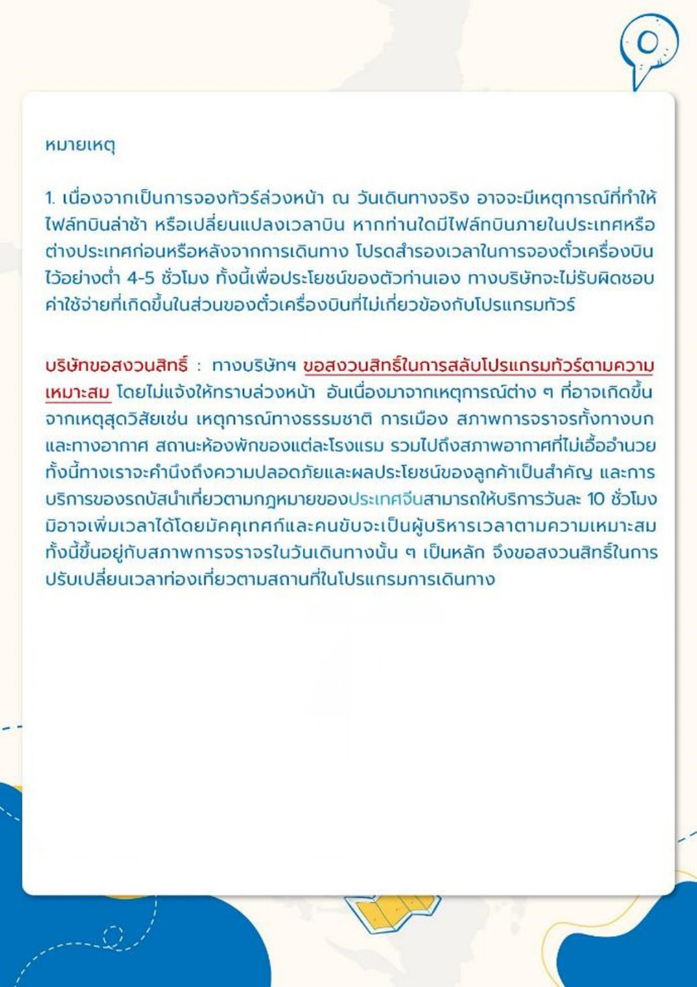 หมายเหตุ
1. เนื่องจากเป็นการจองทัวร์ล่วงหน้า ณ วันเดินทางจริง อาจจะมีเหตุการณ์ที่ทำให้
ไฟล์ทบินล่าช้า หรือเปลี่ยนแปลงเวลาบิน หากท่านใดมีไฟล์ทบินภายในประเทศหรือ
ต่างประเทศก่อนหรือหลังจากการเดินทาง โปรดสำรองเวลาในการจองตั๋วเครื่องบิน
ไว้อย่างต่ำ 4-5 ชั่วโมง ทั้งนี้เพื่อประโยชน์ของตัวท่านเอง ทางบริษัทจะไม่รับผิดชอบ
ค่าใช้จ่ายที่เกิดขึ้นในส่วนของตั๋วเครื่องบินที่ไม่เกี่ยวข้องกับโปรแกรมทัวร์
บริษัทขอสงวนสิทธิ์ : ทางบริษัทฯ ขอสงวนสิทธิ์ในการสลับโปรแกรมทัวร์ตามความ
เหมาะสม โดยไม่แจ้งให้ทราบล่วงหน้า อันเนื่องมาจากเหตุการณ์ต่าง ๆ ที่อาจเกิดขึ้น
จากเหตุสุดวิสัยเช่น เหตุการณ์ทางธรรมชาติ การเมือง สภาพการจราจรทั้งทางบก
และทางอากาศ สถานะห้องพักของแต่ละโรงแรม รวมไปถึงสภาพอากาศที่ไม่เอื้ออำนวย
ทั้งนี้ทางเราจะคำนึงถึงความปลอดภัยและผลประโยชน์ของลูกค้าเป็นสำคัญ และการ
บริการของรถบัสนำเที่ยวตามกฎหมายของประเทศจีนสามารถให้บริการวันละ 10 ชั่วโมง
มิอาจเพิ่มเวลาได้โดยมัคคุเทศก์และคนขับจะเป็นผู้บริหารเวลาตามความเหมาะสม
ทั้งนี้ขึ้นอยู่กับสภาพการจราจรในวันเดินทางนั้น ๆ เป็นหลัก จึงขอสงวนสิทธิ์ในการ
ปรับเปลี่ยนเวลาท่องเที่ยวตามสถานที่ในโปรแกรมการเดินทาง